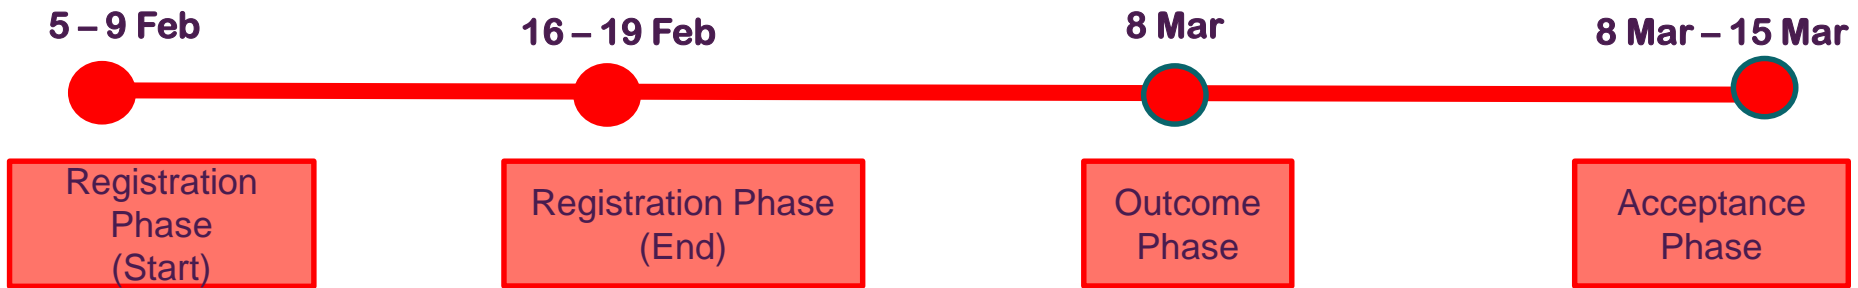 5 – 9 Feb
16 – 19 Feb
8 Mar
8 Mar – 15 Mar
Registration
Phase
(Start)
Registration Phase
(End)
Outcome
Phase
Acceptance
Phase